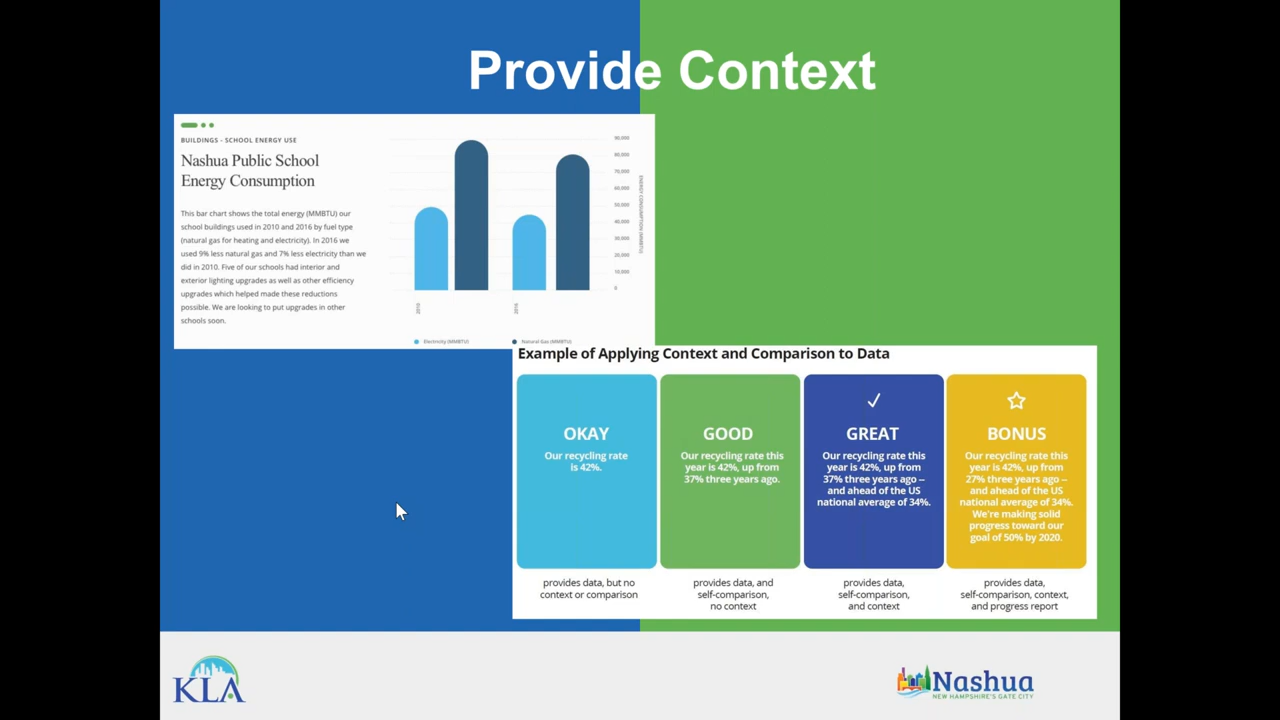 Provide Context
BUILDINGS - SCHOOL ENERGY USE
Nashua Public School
Energy Consumption
This bar chart shows the total energy (MMBTU) our
school buildings used in 2010 and 2016 by fuel type
(natural gas for heating and electricity). In 2016 we
used 9% less natural gas and 7% less electricity than we
did in 2010. Five of our schools had interior and
exterior lighting upgrades as well as other efficiency
upgrades which helped made these reductions
possible. We are looking to put upgrades in other
schools soon.
90,000
80,000
70,000
60,000
50,000
40,000
30,000
20,000
10,000
0
ENERGY CONSUMPTION (MMBTU)
2010
2016
Electricity (MMBTU)
Natural Gas (MMBTU)
Example of Applying Context and Comparison to Data
OKAY
Our recycling rate
is 42%.
provides data, but no
context or comparison
GOOD
Our recycling rate this
year is 42%, up from
37% three years ago.
provides data, and
self-comparison,
no context
GREAT
Our recycling rate this
year is 42%, up from
37% three years ago –
and ahead of the US
national average of 34%.
provides data,
self-comparison,
and context
BONUS
Our recycling rate this
year is 42%, up from
27% three years ago –
and ahead of the US
national average of 34%.
We're making solid
progress toward our
goal of 50% by 2020.
provides data,
self-comparison, context,
and progress report
KLA
Nashua
NEW HAMPSHIRE'S GATE CITY